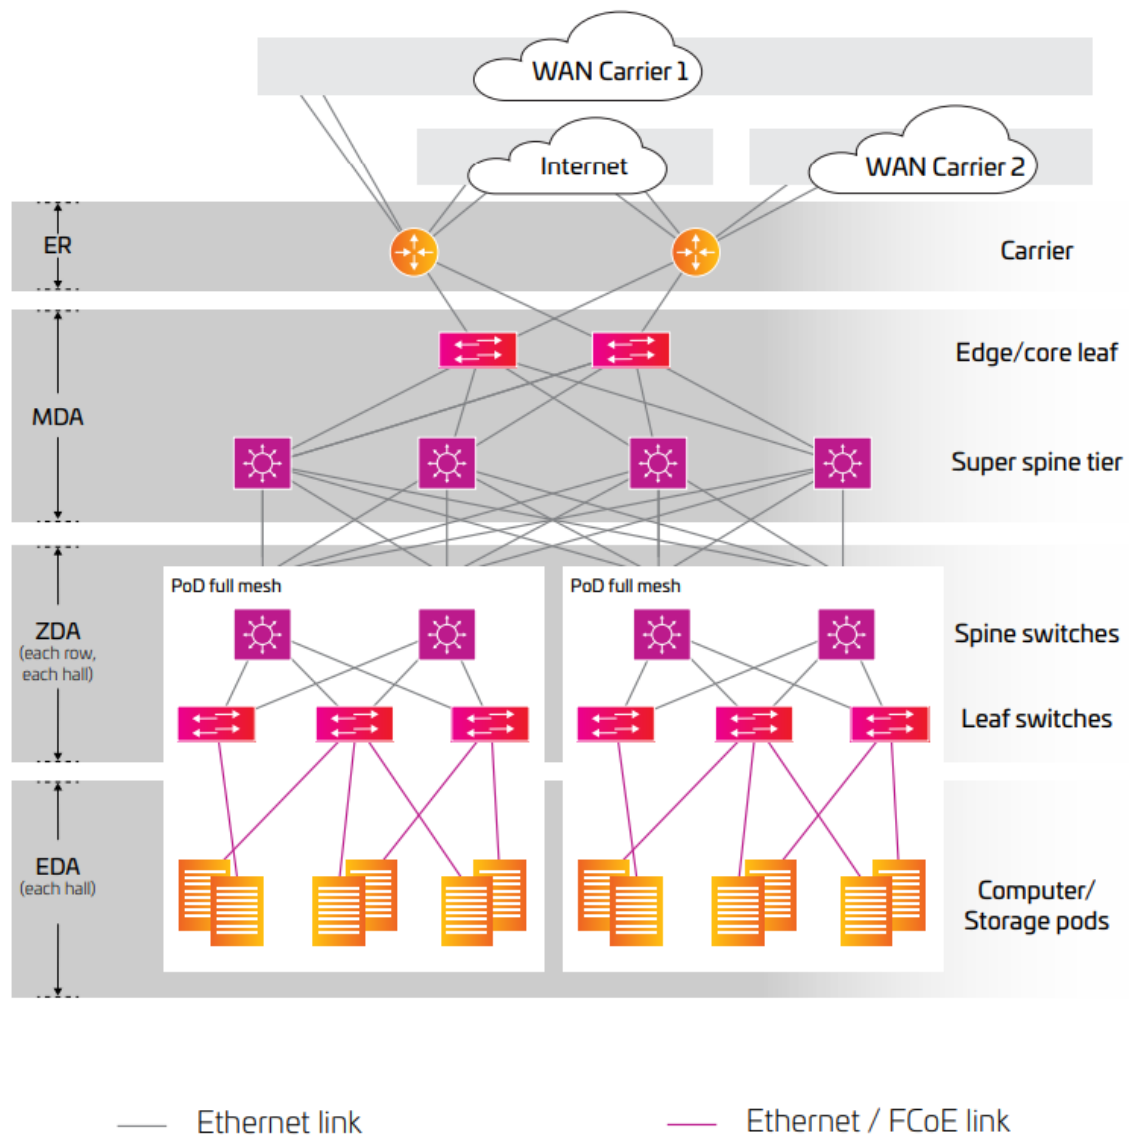 WAN Carrier 1
Internet
WAN Carrier 2
ER
Carrier
Edge/core leaf
MDA
Super spine tier
PoD full mesh
PoD full mesh
ZDA
(each row,
each hall)
Spine switches
Leaf switches
EDA
(each hall)
Computer/
Storage pods
Ethernet link
Ethernet / FCoE link